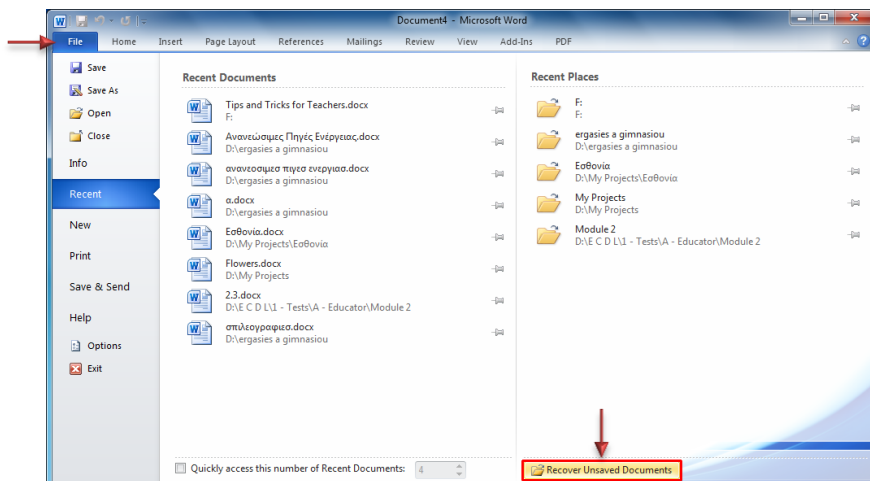 Document4 - Microsoft Word
File Home Insert Page Layout References Mailings Review View Add-Ins PDF
Save
Save As
Open
Close
Info
Recent
New
Print
Save & Send
Help
Options
Exit
Recent Documents
Tips and Tricks for Teachers.docx
F:
Ανανεώσιμες Πηγές Ενέργειας.docx
D:\ergasies a gimnasiou
ανανεοσιμεσ πιγεσ ενεργιασ.docx
D:\ergasies a gimnasiou
α.docx
D:\ergasies a gimnasiou
Εσθονία.docx
D:\My Projects\Εσθονία
Flowers.docx
D:\My Projects
2.3.docx
D:\E C D L\1 - Tests\A - Educator\Module 2
σπιλεογραφιεσ.docx
D:\ergasies a gimnasiou
Quickly access this number of Recent Documents: 4
Recent Places
F:
F:
ergasies a gimnasiou
D:\ergasies a gimnasiou
Εσθονία
D:\My Projects\Εσθονία
My Projects
D:\My Projects
Module 2
D:\E C D L\1 - Tests\A - Educator\Module 2
Recover Unsaved Documents